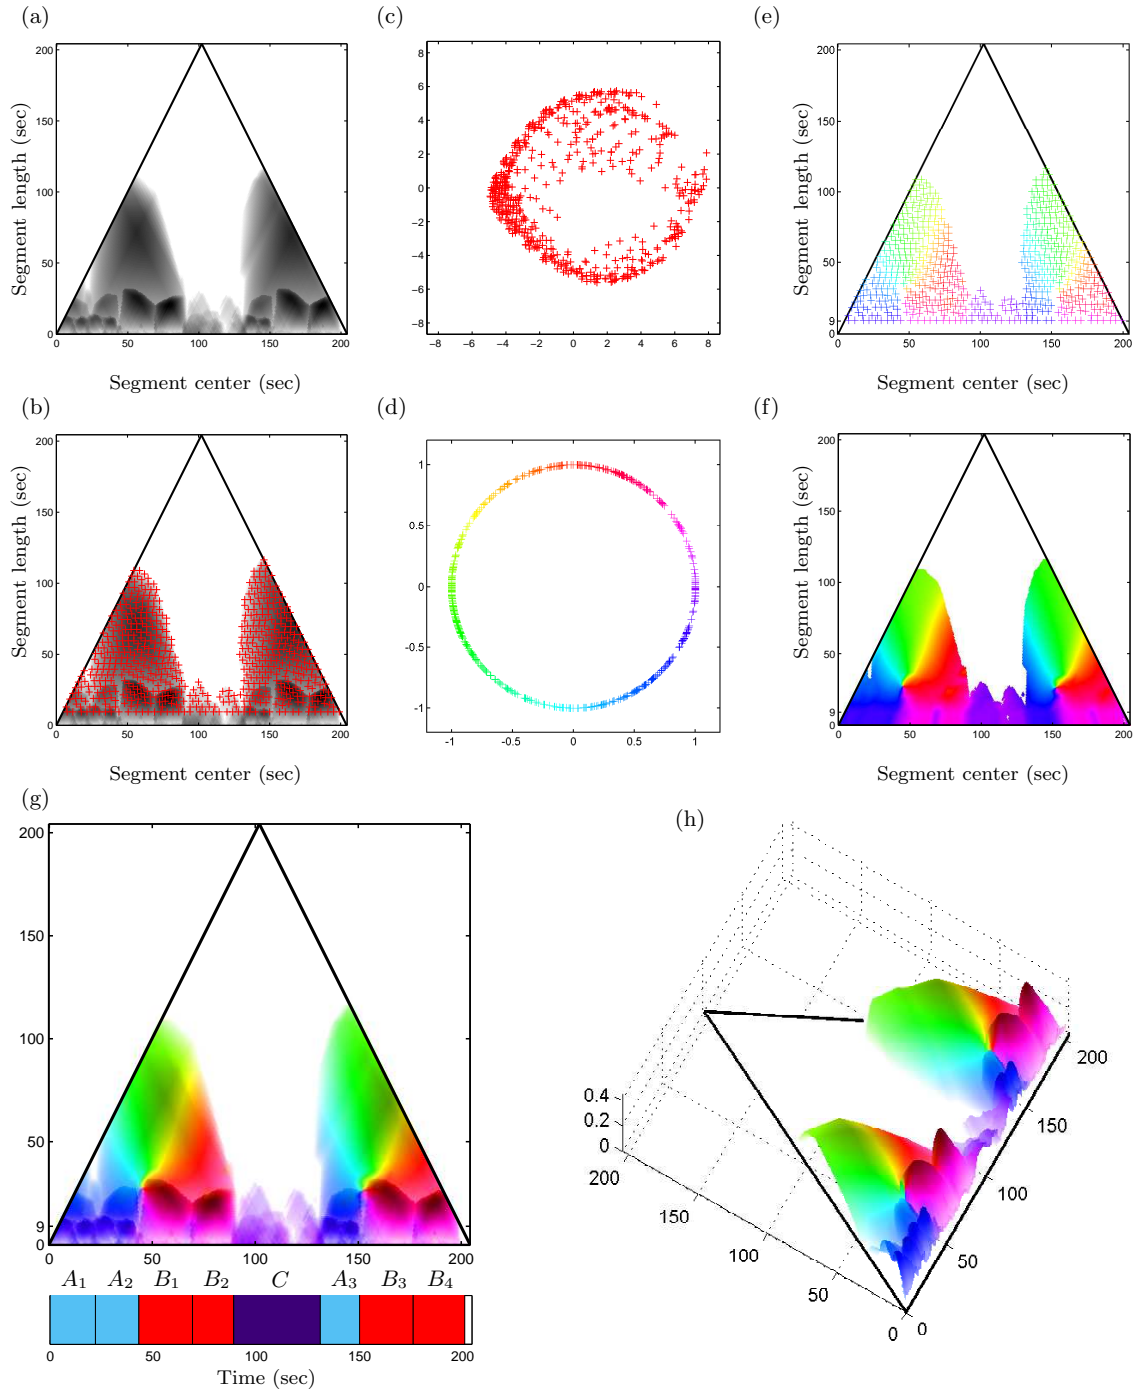 (a)
200
150
100
50
0
Segment length (sec)
0 50 100 150 200
Segment center (sec)
(c)
8
6
4
2
0
−2
−4
−6
−8
−8 −6 −4 −2 0 2 4 6 8
(e)
200
150
100
50
9
0
Segment length (sec)
0 50 100 150 200
Segment center (sec)
(b)
200
150
100
50
0
Segment length (sec)
0 50 100 150 200
Segment center (sec)
(d)
1
0.5
0
−0.5
−1
−1 −0.5 0 0.5 1
(f)
200
150
100
50
9
0
Segment length (sec)
0 50 100 150 200
Segment center (sec)
(g)
200
150
100
50
9
0
0 50 100 150 200
A1 A2 B1 B2 C A3 B3 B4
0 50 100 150 200
Time (sec)
(h)
0.4
0.2
0
200
150
100
50
0
0
50
100
150
200